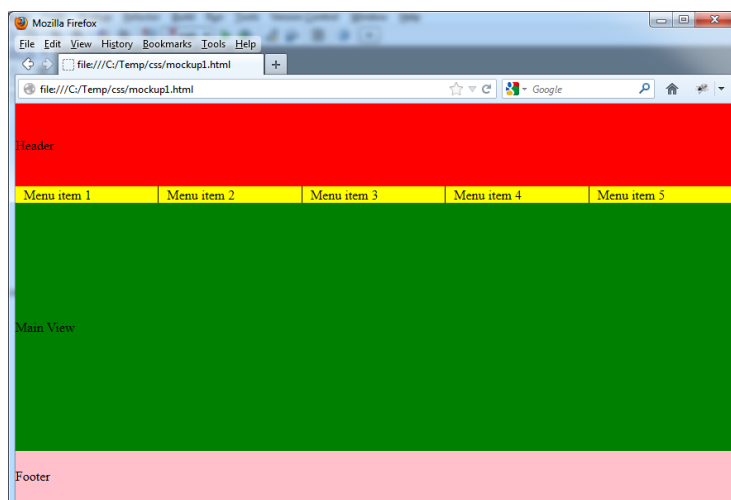 Mozilla Firefox
File Edit View History Bookmarks Tools Help
file:///C:/Temp/css/mockup1.html
file:///C:/Temp/css/mockup1.html Google
Header
Menu item 1 Menu item 2 Menu item 3 Menu item 4 Menu item 5
Main View
Footer